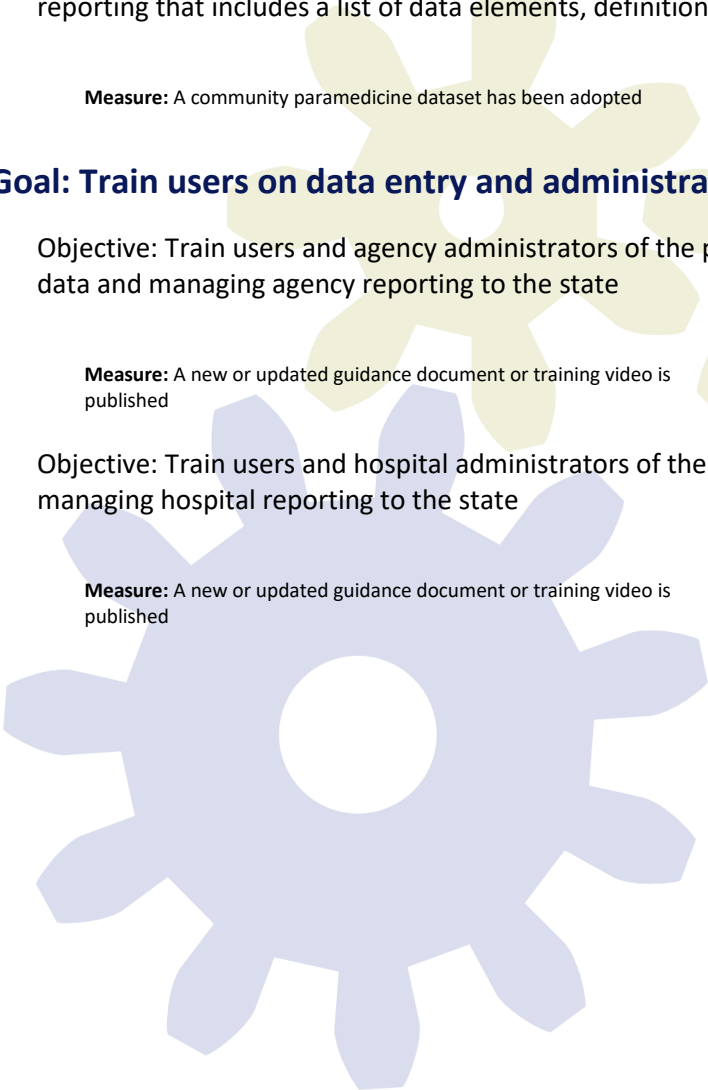 reporting that includes a list of data elements, definition
Measure: A community paramedicine dataset has been adopted
Goal: Train users on data entry and administra
Objective: Train users and agency administrators of the p
data and managing agency reporting to the state
Measure: A new or updated guidance document or training video is
published
Objective: Train users and hospital administrators of the
managing hospital reporting to the state
Measure: A new or updated guidance document or training video is
published